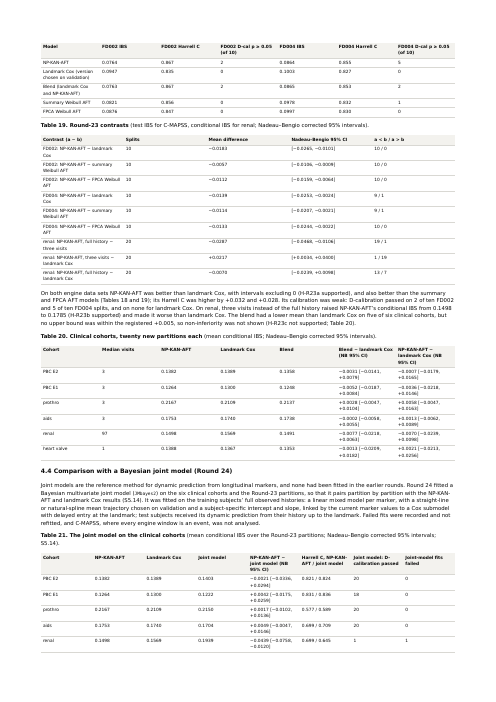 Model FD002 IBS FD002 Harrell C FD002 D-cal p ≥ 0.05 (of 10) FD004 IBS FD004 Harrell C FD004 D-cal p ≥ 0.05 (of 10)
NP-KAN-AFT 0.0763 0.867 2 0.0864 0.855 5
Landmark Cox (version chosen on validation) 0.0947 0.835 0 0.1003 0.827 0
Blend (landmark Cox and NP-KAN-AFT) 0.0763 0.867 2 0.0865 0.853 2
Summary Weibull AFT 0.0821 0.856 0 0.0978 0.832 1
FPCA Weibull AFT 0.0876 0.837 0 0.0997 0.832 0
Table 19. Round-23 contrasts (test IBS for C-MAPSS, conditional IBS for renal; Nadeau–Bengio corrected 95% intervals).
Contrast (a − b) Splits Mean difference Nadeau–Bengio 95% CI a < b / a > b
FD002: NP-KAN-AFT − landmark Cox 10 −0.0183 [−0.0265, −0.0101] 10 / 0
FD002: NP-KAN-AFT − summary Weibull AFT 10 −0.0057 [−0.0106, −0.0009] 10 / 0
FD002: NP-KAN-AFT − FPCA Weibull AFT 10 −0.0112 [−0.0159, −0.0064] 10 / 0
FD004: NP-KAN-AFT − landmark Cox 10 −0.0139 [−0.0253, −0.0024] 9 / 1
FD004: NP-KAN-AFT − summary Weibull AFT 10 −0.0114 [−0.0207, −0.0021] 9 / 1
FD004: NP-KAN-AFT − FPCA Weibull AFT 10 −0.0133 [−0.0244, −0.0022] 10 / 0
renal: NP-KAN-AFT, full history − three visits 20 −0.0287 [−0.0468, −0.0106] 19 / 1
renal: NP-KAN-AFT, three visits − landmark Cox 20 +0.0217 [+0.0034, +0.0400] 1 / 19
renal: NP-KAN-AFT, full history − landmark Cox 20 −0.0070 [−0.0239, +0.0098] 13 / 7
On both engine data sets NP-KAN-AFT was better than landmark Cox, with intervals excluding 0 (H-R23a supported), and also better than the summary
and FPCA AFT models (Tables 18 and 19); its Harrell C was higher by +0.032 and +0.028. Its calibration was weak: D-calibration passed on 2 of ten FD002
and 5 of ten FD004 splits, and on none for landmark Cox. On renal, three visits instead of the full history raised NP-KAN-AFT's conditional IBS from 0.1498
to 0.1785 (H-R23b supported) and made it worse than landmark Cox. The blend had a lower mean than landmark Cox on five of six clinical cohorts, but
no upper bound was within the registered +0.005, so non-inferiority was not shown (H-R23c not supported; Table 20).
Table 20. Clinical cohorts, twenty new partitions each (mean conditional IBS; Nadeau–Bengio corrected 95% intervals).
Cohort Median visits NP-KAN-AFT Landmark Cox Blend Blend − landmark Cox (NB 95% CI) NP-KAN-AFT − landmark Cox (NB 95% CI)
PBC E2 3 0.1382 0.1389 0.1358 −0.0031 [−0.0141, +0.0079] −0.0007 [−0.0179, +0.0165]
PBC E1 3 0.1264 0.1300 0.1248 −0.0052 [−0.0187, +0.0084] −0.0036 [−0.0218, +0.0146]
prothro 3 0.2167 0.2109 0.2137 +0.0028 [−0.0047, +0.0104] +0.0058 [−0.0047, +0.0163]
aids 3 0.1753 0.1740 0.1738 −0.0002 [−0.0058, +0.0055] +0.0013 [−0.0062, +0.0089]
renal 97 0.1498 0.1569 0.1491 −0.0077 [−0.0218, +0.0063] −0.0070 [−0.0239, +0.0098]
heart valve 1 0.1388 0.1367 0.1353 −0.0013 [−0.0209, +0.0182] +0.0021 [−0.0213, +0.0256]
4.4 Comparison with a Bayesian joint model (Round 24)
Joint models are the reference method for dynamic prediction from longitudinal markers, and none had been fitted in the earlier rounds. Round 24 fitted
a Bayesian multivariate joint model (JMbayes2) on the six clinical cohorts and the Round-23 partitions, so that it pairs partition by partition with the NP-KAN-
AFT and landmark Cox results (S5.14). It was fitted on the training subjects' full observed histories: a linear mixed model per marker, with a straight-line
or natural-spline mean trajectory chosen on validation and a subject-specific intercept and slope, linked by the current marker values to a Cox submodel
with delayed entry at the landmark; test subjects received its dynamic prediction from their history up to the landmark. Failed fits were recorded and not
refitted, and C-MAPSS, where every engine window is an event, was not analysed.
Table 21. The joint model on the clinical cohorts (mean conditional IBS over the Round-23 partitions; Nadeau–Bengio corrected 95% intervals;
S5.14).
Cohort NP-KAN-AFT Landmark Cox Joint model NP-KAN-AFT − joint model (NB 95% CI) Harrell C, NP-KAN-AFT / joint model Joint model: D-calibration passed Joint-model fits failed
PBC E2 0.1382 0.1389 0.1403 −0.0021 [−0.0336, +0.0294] 0.821 / 0.824 20 0
PBC E1 0.1264 0.1300 0.1222 +0.0042 [−0.0175, +0.0259] 0.831 / 0.836 18 0
prothro 0.2167 0.2109 0.2150 +0.0017 [−0.0102, +0.0136] 0.577 / 0.589 20 0
aids 0.1753 0.1740 0.1704 +0.0049 [−0.0047, +0.0146] 0.699 / 0.709 20 0
renal 0.1498 0.1569 0.1939 −0.0439 [−0.0758, −0.0120] 0.699 / 0.645 1 1